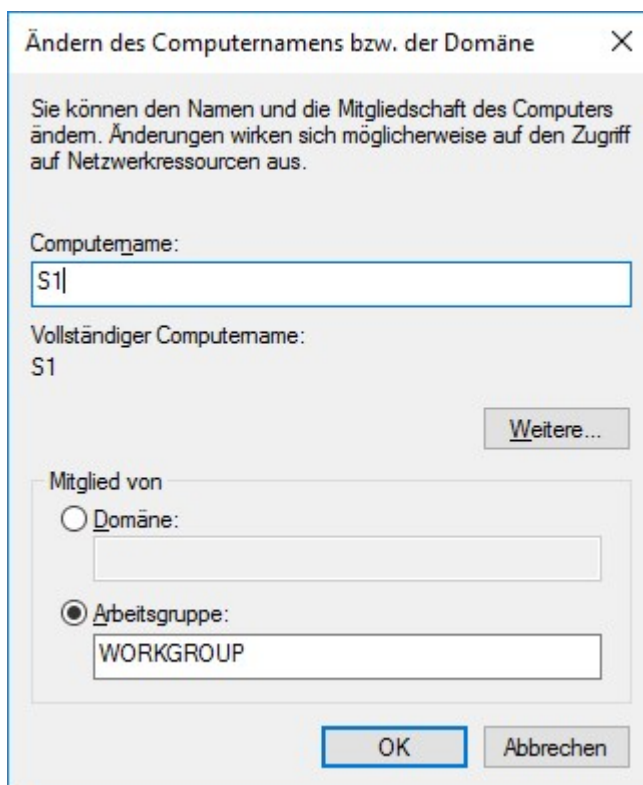 Ändern des Computernamens bzw. der Domäne
Sie können den Namen und die Mitgliedschaft des Computers
ändern. Änderungen wirken sich möglicherweise auf den Zugriff
auf Netzwerkressourcen aus.
Computername:
S1
Vollständiger Computername:
S1
Weitere...
Mitglied von
Domäne:
Arbeitsgruppe:
WORKGROUP
OK Abbrechen